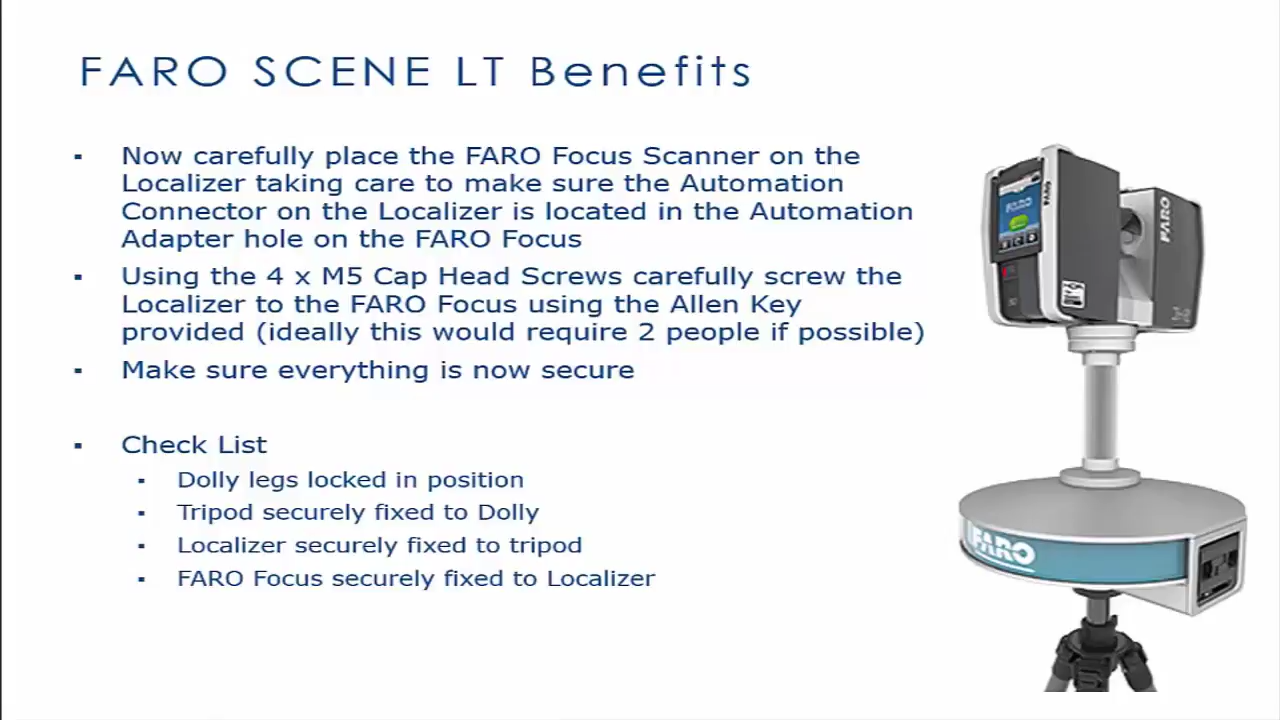 FARO SCENE LT Benefits
▪ Now carefully place the FARO Focus Scanner on the
Localizer taking care to make sure the Automation
Connector on the Localizer is located in the Automation
Adapter hole on the FARO Focus
▪ Using the 4 x M5 Cap Head Screws carefully screw the
Localizer to the FARO Focus using the Allen Key
provided (ideally this would require 2 people if possible)
▪ Make sure everything is now secure
▪ Check List
▪ Dolly legs locked in position
▪ Tripod securely fixed to Dolly
▪ Localizer securely fixed to tripod
▪ FARO Focus securely fixed to Localizer
FARO
FARO
FARO
FARO